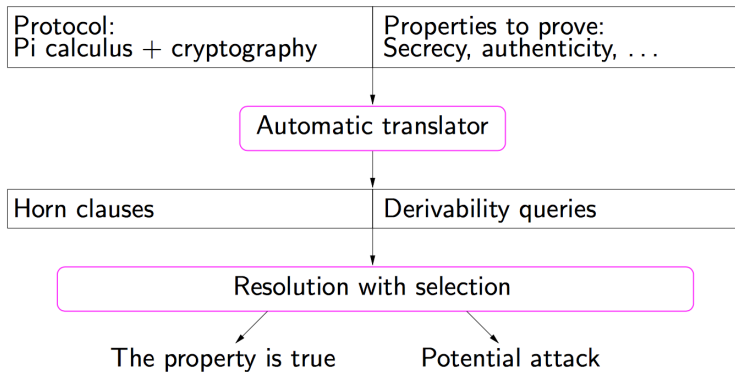 Protocol:
Pi calculus + cryptography
Properties to prove:
Secrecy, authenticity, ...
Automatic translator
Horn clauses
Derivability queries
Resolution with selection
The property is true
Potential attack